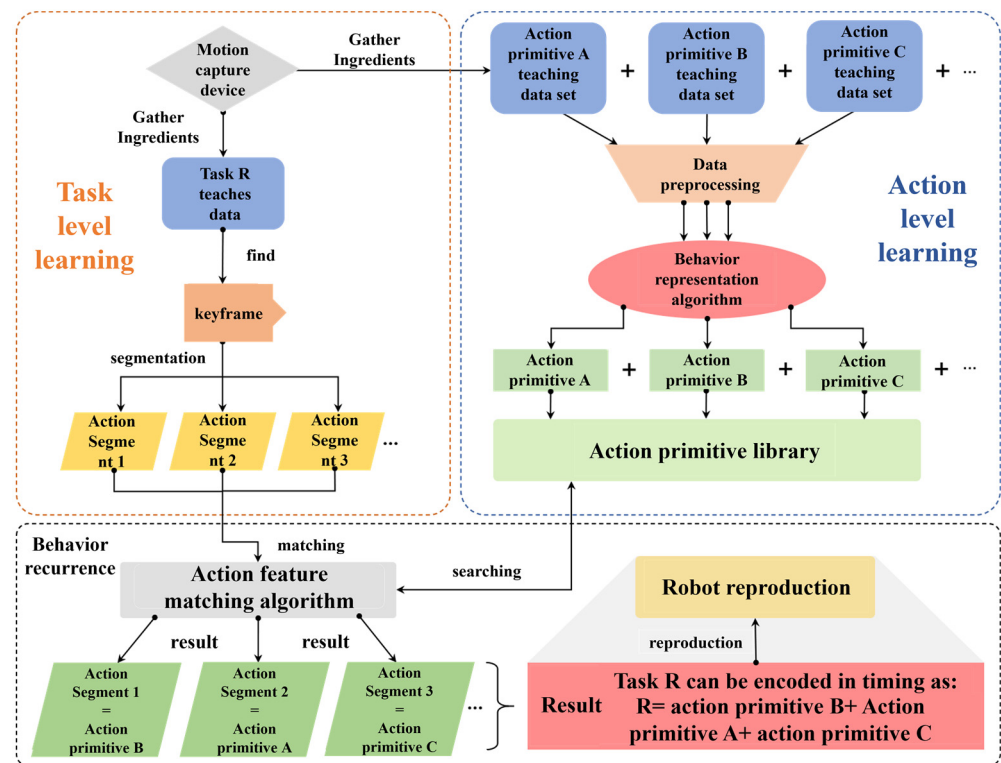 Motion
capture
device
Gather
Ingredients
Gather
Ingredients
Task R
teaches
data
Task
level
learning
find
keyframe
segmentation
Action
Segme
nt 1
Action
Segme
nt 2
Action
Segme
nt 3
...
Action
primitive A
teaching
data set
+
Action
primitive B
teaching
data set
+
Action
primitive C
teaching
data set
+ ...
Data
preprocessing
Action
level
learning
Behavior
representation
algorithm
Action
primitive A
+
Action
primitive B
+
Action
primitive C
+ ...
Action primitive library
Behavior
recurrence
matching
searching
Action feature
matching algorithm
result
result
Action
Segment 1
=
Action
primitive B
Action
Segment 2
=
Action
primitive A
Action
Segment 3
=
Action
primitive C
...
Robot reproduction
reproduction
Result
Task R can be encoded in timing as:
R= action primitive B+ Action
primitive A+ action primitive C